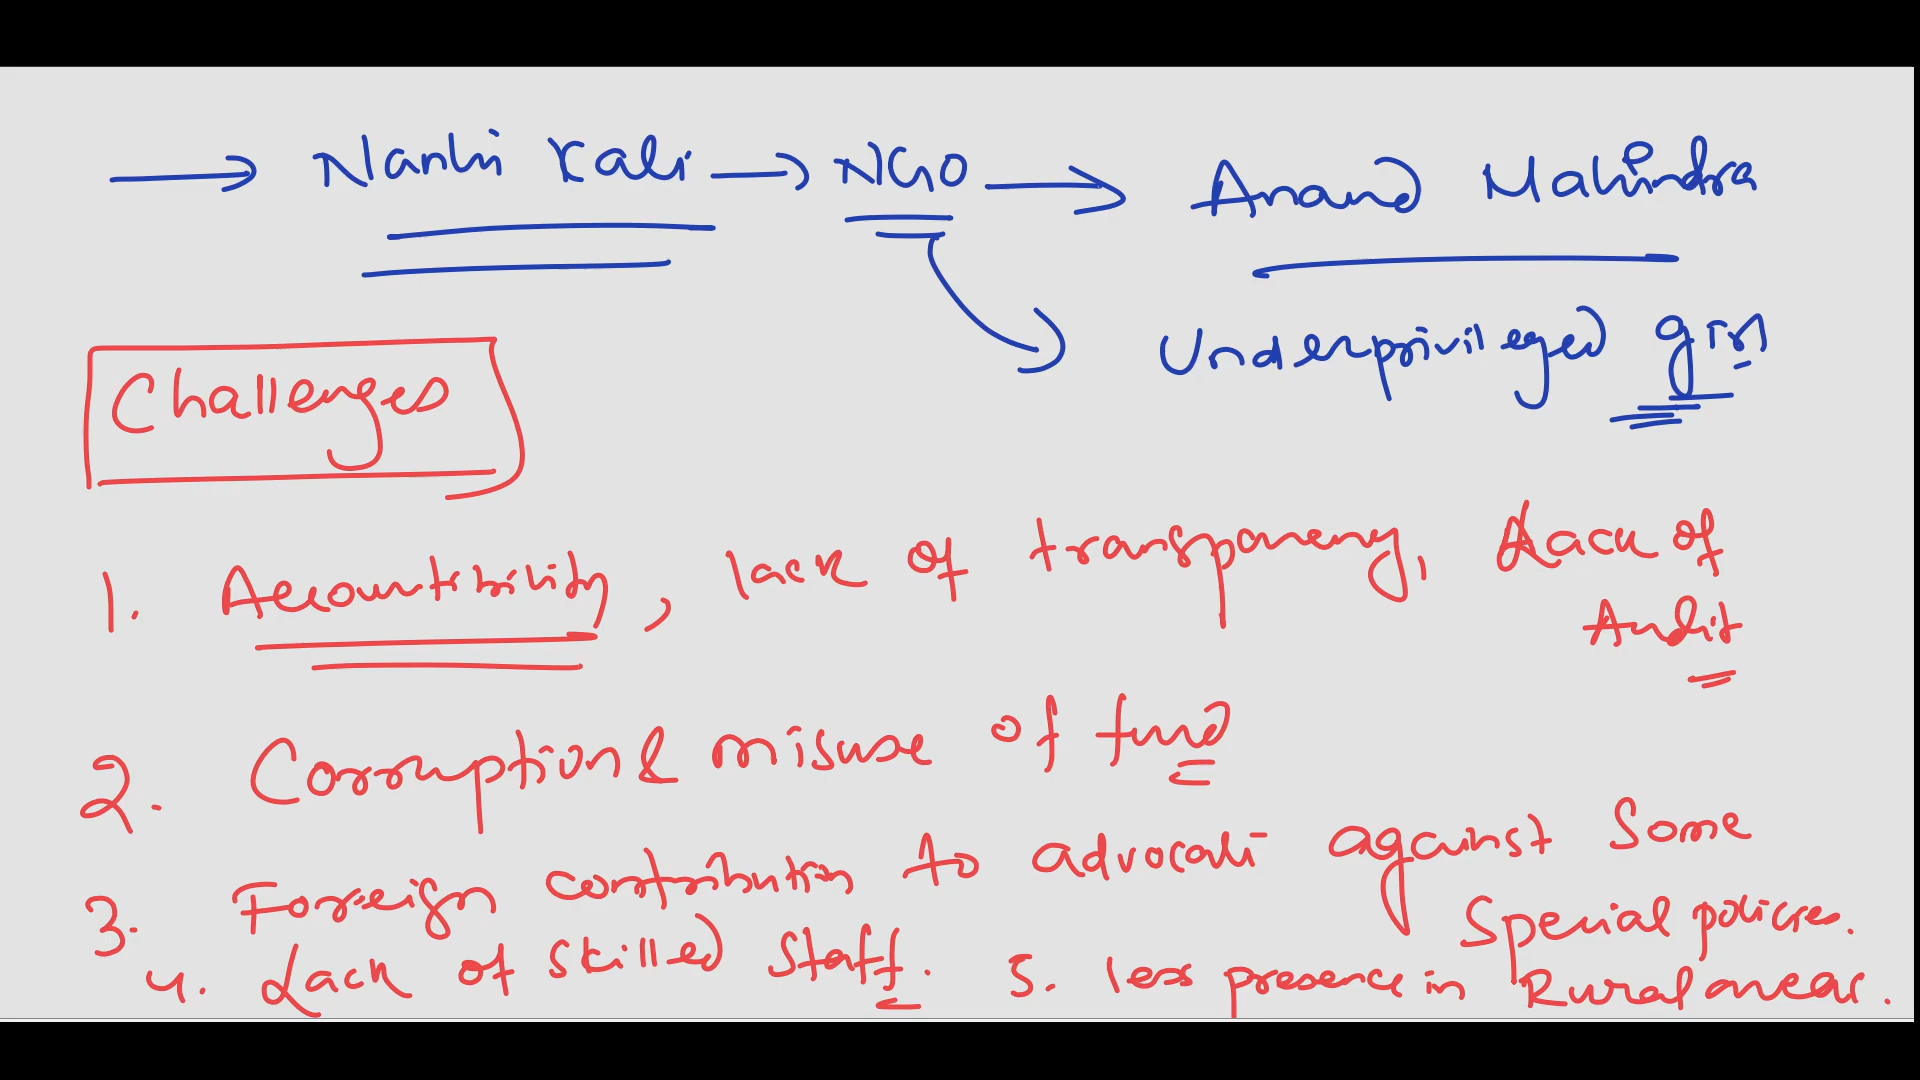 → Nanhi Kali → NGO → Anand Mahindra
Underprivileged girl
Challenges
1. Accountibility, lack of transparency, Lack of
Audit
2. Corruption & misuse of fund
3. Foreign contribution to advocate against some
special policies.
4. Lack of skilled staff. 5. less presence in Rural areas.